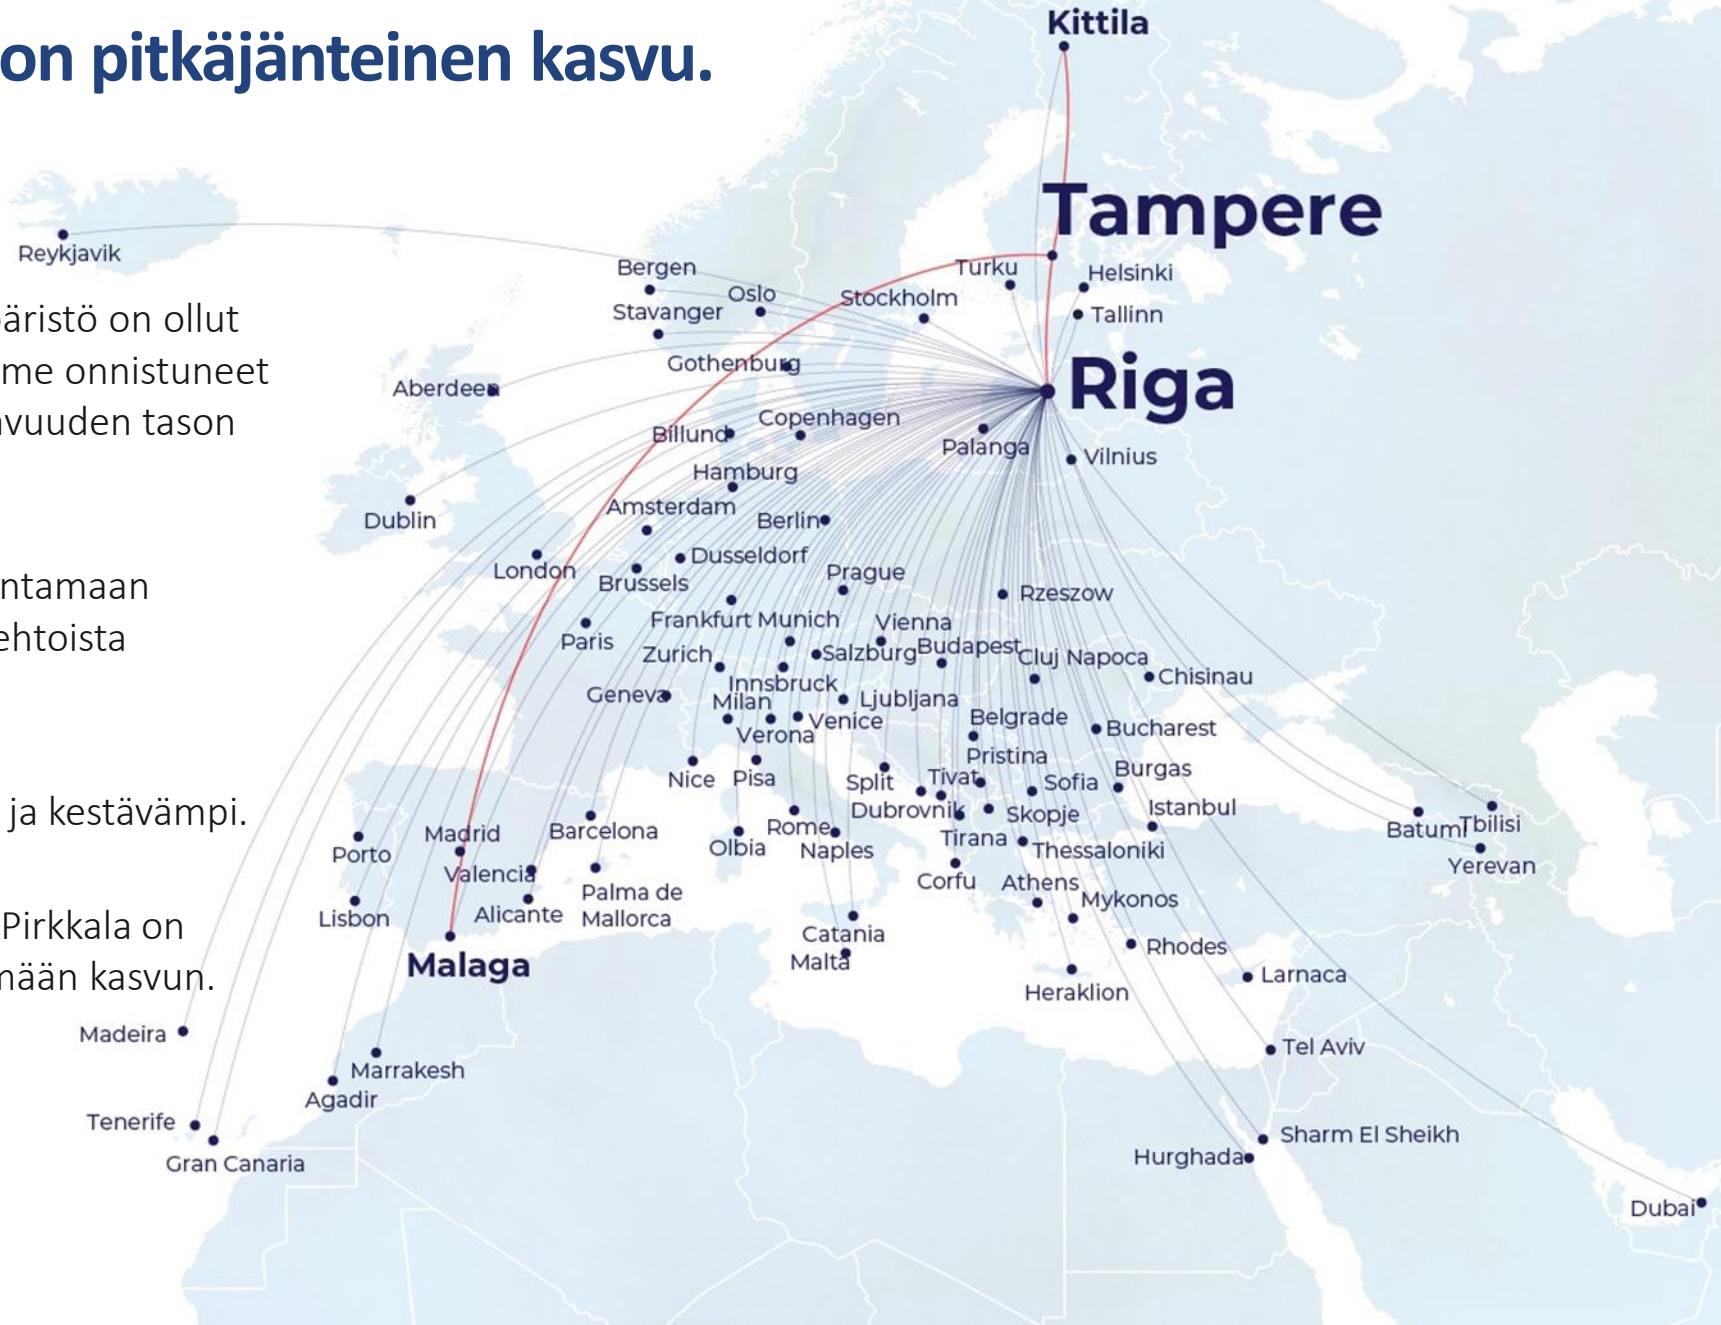 on pitkäjänteinen kasvu.
äristö on ollut
me onnistuneet
vuuden tason
ntamaan
ehtoista
ja kestävämpi.
Pirkkala on
mään kasvun.
Kittila
Tampere
Reykjavik
Bergen
Turku
Helsinki
Oslo
Stockholm
Stavanger
Tallinn
Gothenburg
Riga
Aberdeen
Copenhagen
Billund
Palanga
Vilnius
Hamburg
Amsterdam
Dublin
Berlin
London
Dusseldorf
Brussels
Prague
Rzeszow
Frankfurt
Munich
Vienna
Paris
Zurich
Salzburg
Budapest
Cluj Napoca
Chisinau
Innsbruck
Geneva
Milan
Ljubljana
Venice
Belgrade
Verona
Bucharest
Pristina
Nice
Pisa
Split
Tivat
Sofia
Burgas
Dubrovnik
Skopje
Istanbul
Batumi
Tbilisi
Porto
Madrid
Barcelona
Olbia
Rome
Naples
Tirana
Thessaloniki
Yerevan
Valencia
Palma de
Mallorca
Corfu
Athens
Mykonos
Lisbon
Alicante
Catania
Malta
Rhodes
Malaga
Larnaca
Heraklion
Madeira
Tel Aviv
Marrakesh
Agadir
Tenerife
Gran Canaria
Sharm El Sheikh
Hurghada
Dubai